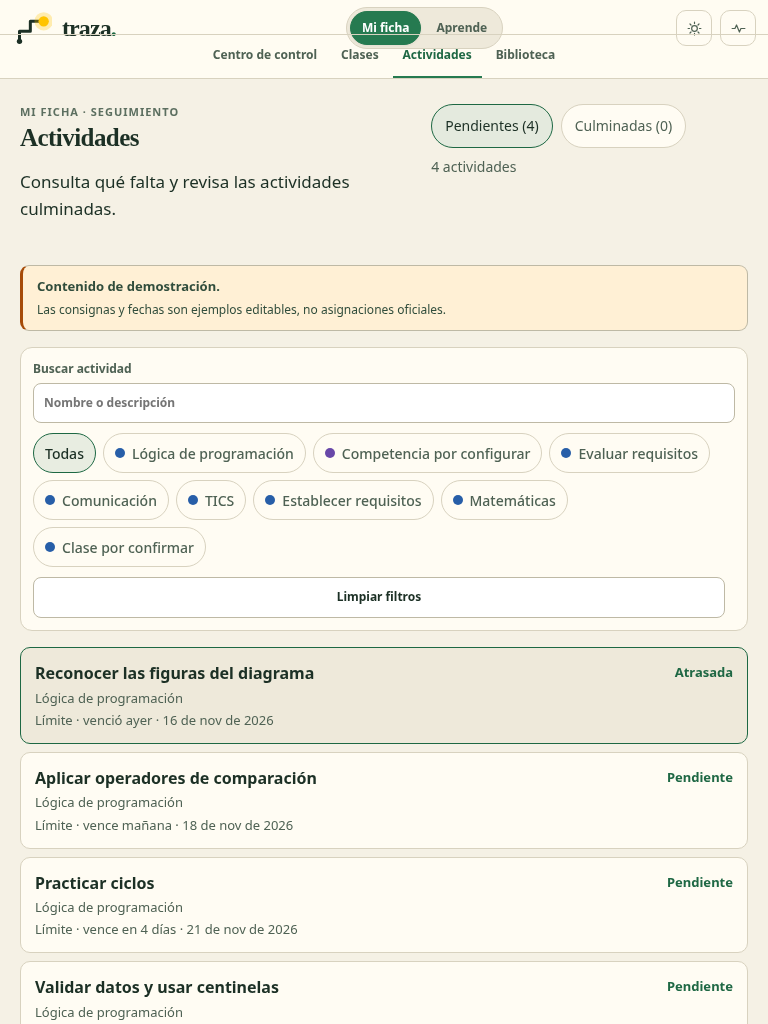 traza.
Mi ficha
Aprende
Centro de control
Clases
Actividades
Biblioteca
MI FICHA · SEGUIMIENTO
Actividades
Consulta qué falta y revisa las actividades
culminadas.
Pendientes (4)
Culminadas (0)
4 actividades
Contenido de demostración.
Las consignas y fechas son ejemplos editables, no asignaciones oficiales.
Buscar actividad
Nombre o descripción
Todas
Lógica de programación
Competencia por configurar
Evaluar requisitos
Comunicación
TICS
Establecer requisitos
Matemáticas
Clase por confirmar
Limpiar filtros
Reconocer las figuras del diagrama
Atrasada
Lógica de programación
Límite · venció ayer · 16 de nov de 2026
Aplicar operadores de comparación
Pendiente
Lógica de programación
Límite · vence mañana · 18 de nov de 2026
Practicar ciclos
Pendiente
Lógica de programación
Límite · vence en 4 días · 21 de nov de 2026
Validar datos y usar centinelas
Pendiente
Lógica de programación